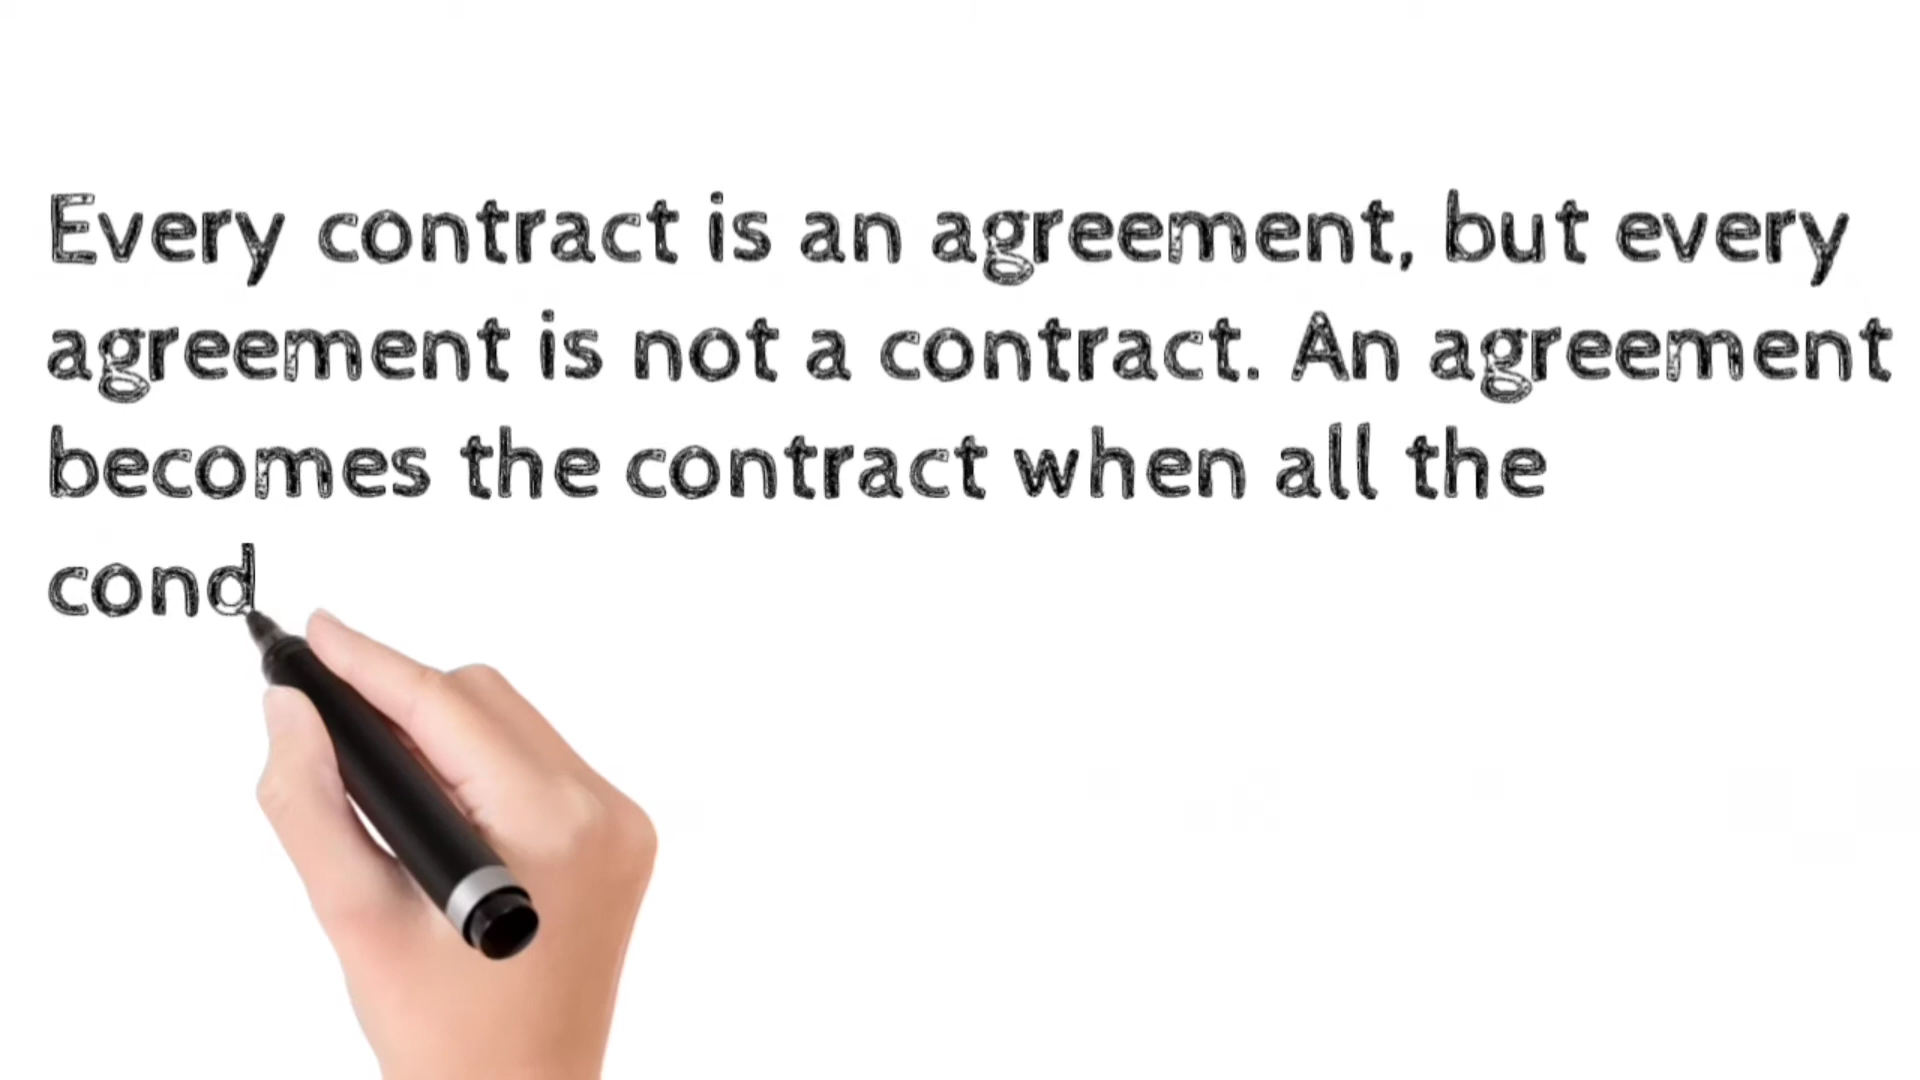 Every contract is an agreement, but every
agreement is not a contract. An agreement
becomes the contract when all the
cond